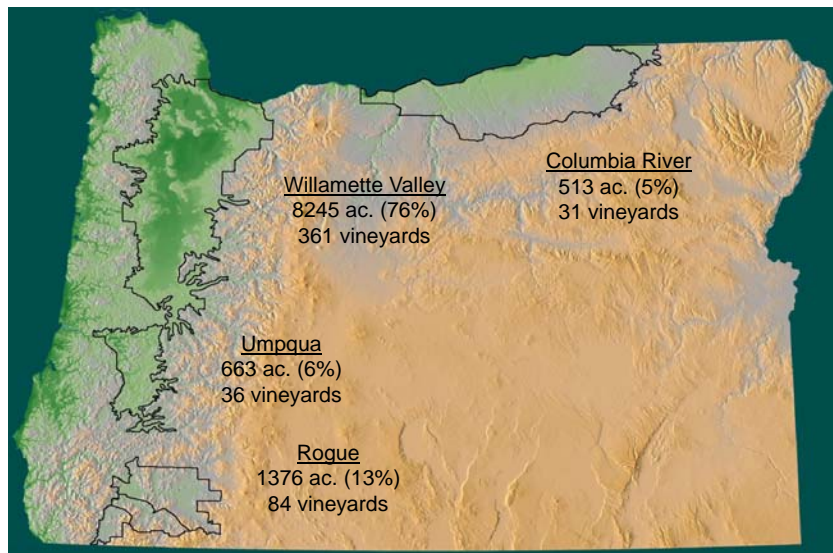 Willamette Valley
8245 ac. (76%)
361 vineyards
Columbia River
513 ac. (5%)
31 vineyards
Umpqua
663 ac. (6%)
36 vineyards
Rogue
1376 ac. (13%)
84 vineyards